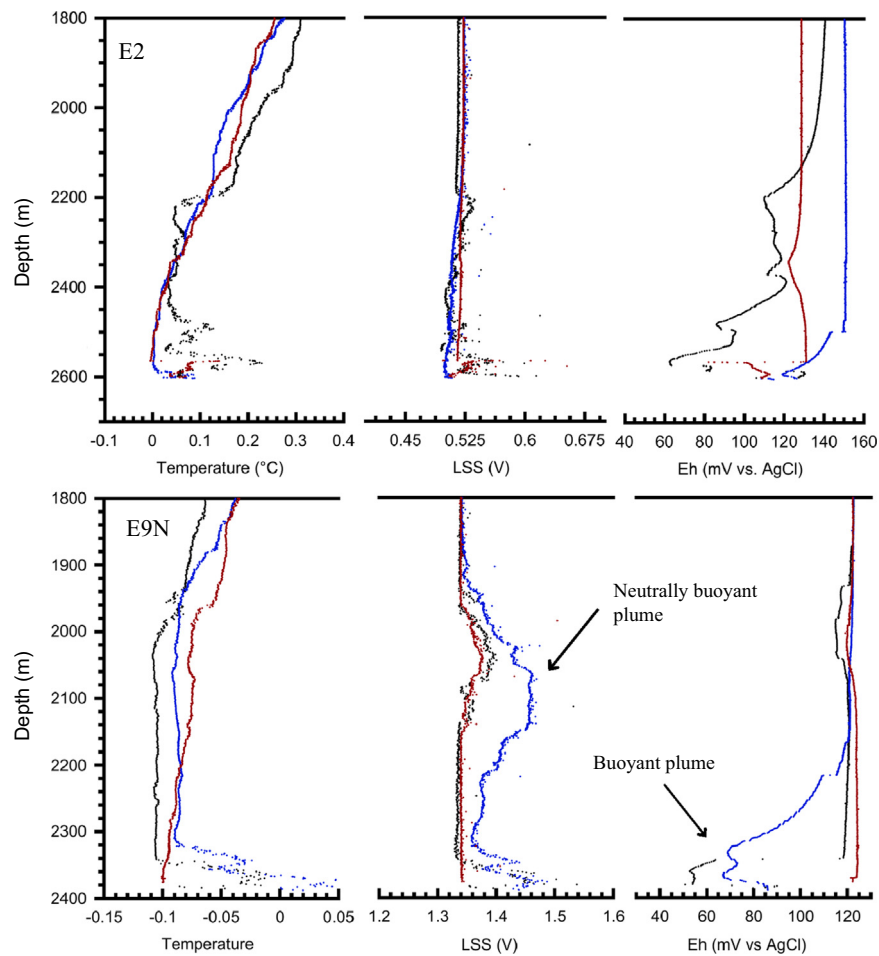 E2
Depth (m)
1800
2000
2200
2400
2600
-0.1 0 0.1 0.2 0.3 0.4
Temperature (°C)
0.45 0.525 0.6 0.675
LSS (V)
40 60 80 100 120 140 160
Eh (mV vs. AgCl)
E9N
Depth (m)
1800
1900
2000
2100
2200
2300
2400
Neutrally buoyant
plume
Buoyant plume
-0.15 -0.1 -0.05 0 0.05
Temperature
1.2 1.3 1.4 1.5 1.6
LSS (V)
40 60 80 100 120
Eh (mV vs AgCl)